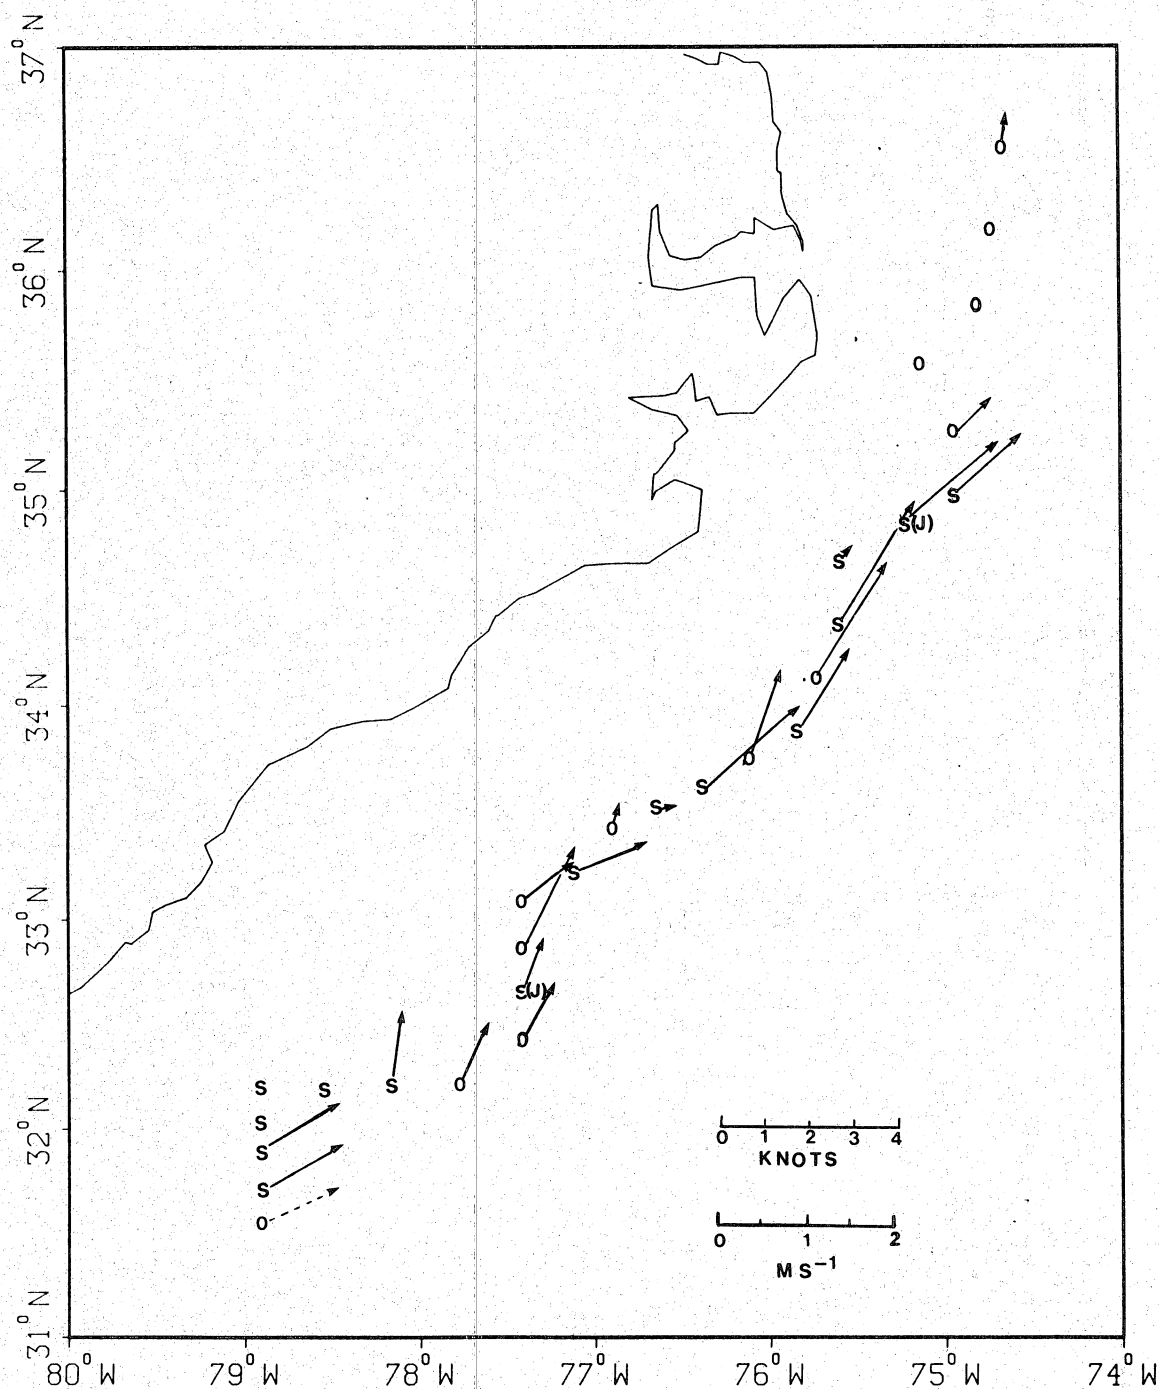 37° N
O
O
36° N
O
O
O
35° N
S
S(J)
S
S
O
34° N
S
O
S
S
O
S
O
33° N
O
S(J)
O
S
S
S
O
S
32° N
0 1 2 3 4
KNOTS
S
S
O
0 1 2
MS⁻¹
31° N
80° W 79° W 78° W 77° W 76° W 75° W 74° W